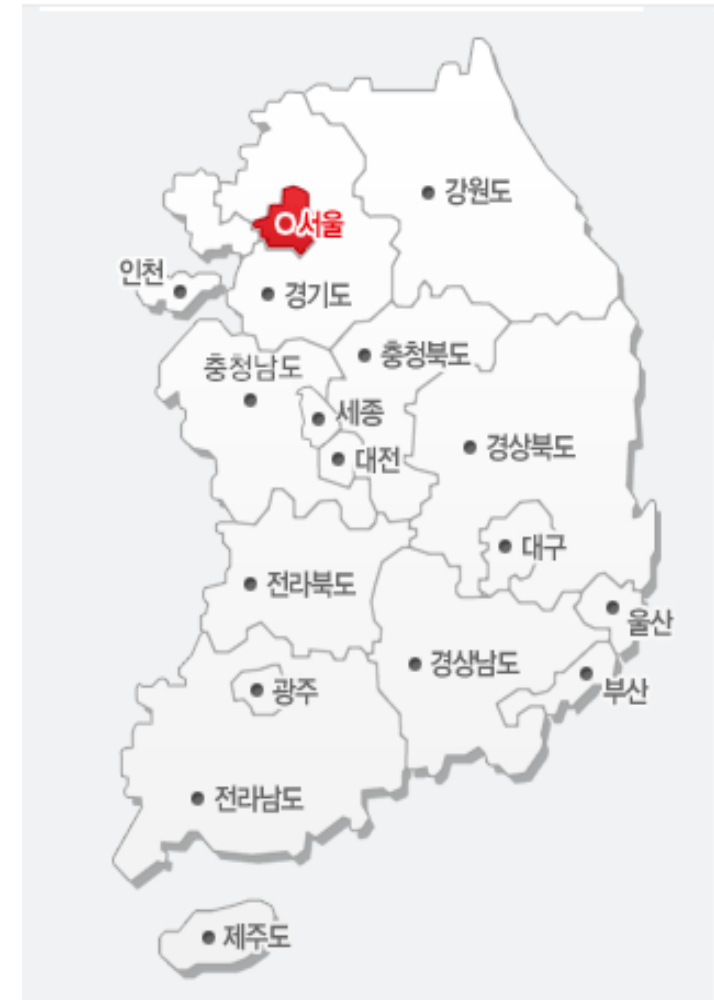 강원도
서울
인천
경기도
충청북도
충청남도
세종
경상북도
대전
대구
전라북도
울산
경상남도
광주
부산
전라남도
제주도